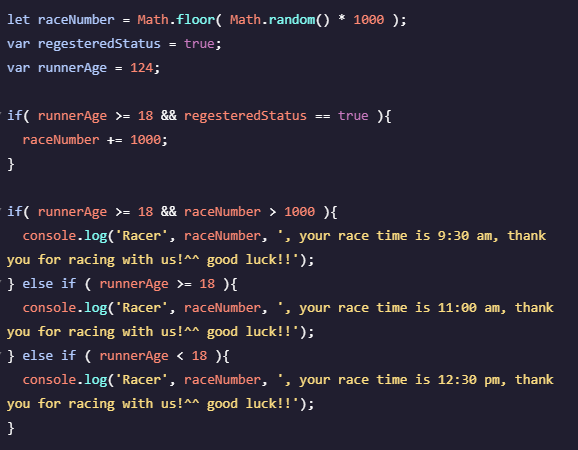 let raceNumber = Math.floor( Math.random() * 1000 );
var regesteredStatus = true;
var runnerAge = 124;
if( runnerAge >= 18 && regesteredStatus == true ){
raceNumber += 1000;
}
if( runnerAge >= 18 && raceNumber > 1000 ){
console.log('Racer', raceNumber, ', your race time is 9:30 am, thank
you for racing with us!^^ good luck!!');
} else if ( runnerAge >= 18 ){
console.log('Racer', raceNumber, ', your race time is 11:00 am, thank
you for racing with us!^^ good luck!!');
} else if ( runnerAge < 18 ){
console.log('Racer', raceNumber, ', your race time is 12:30 pm, thank
you for racing with us!^^ good luck!!');
}